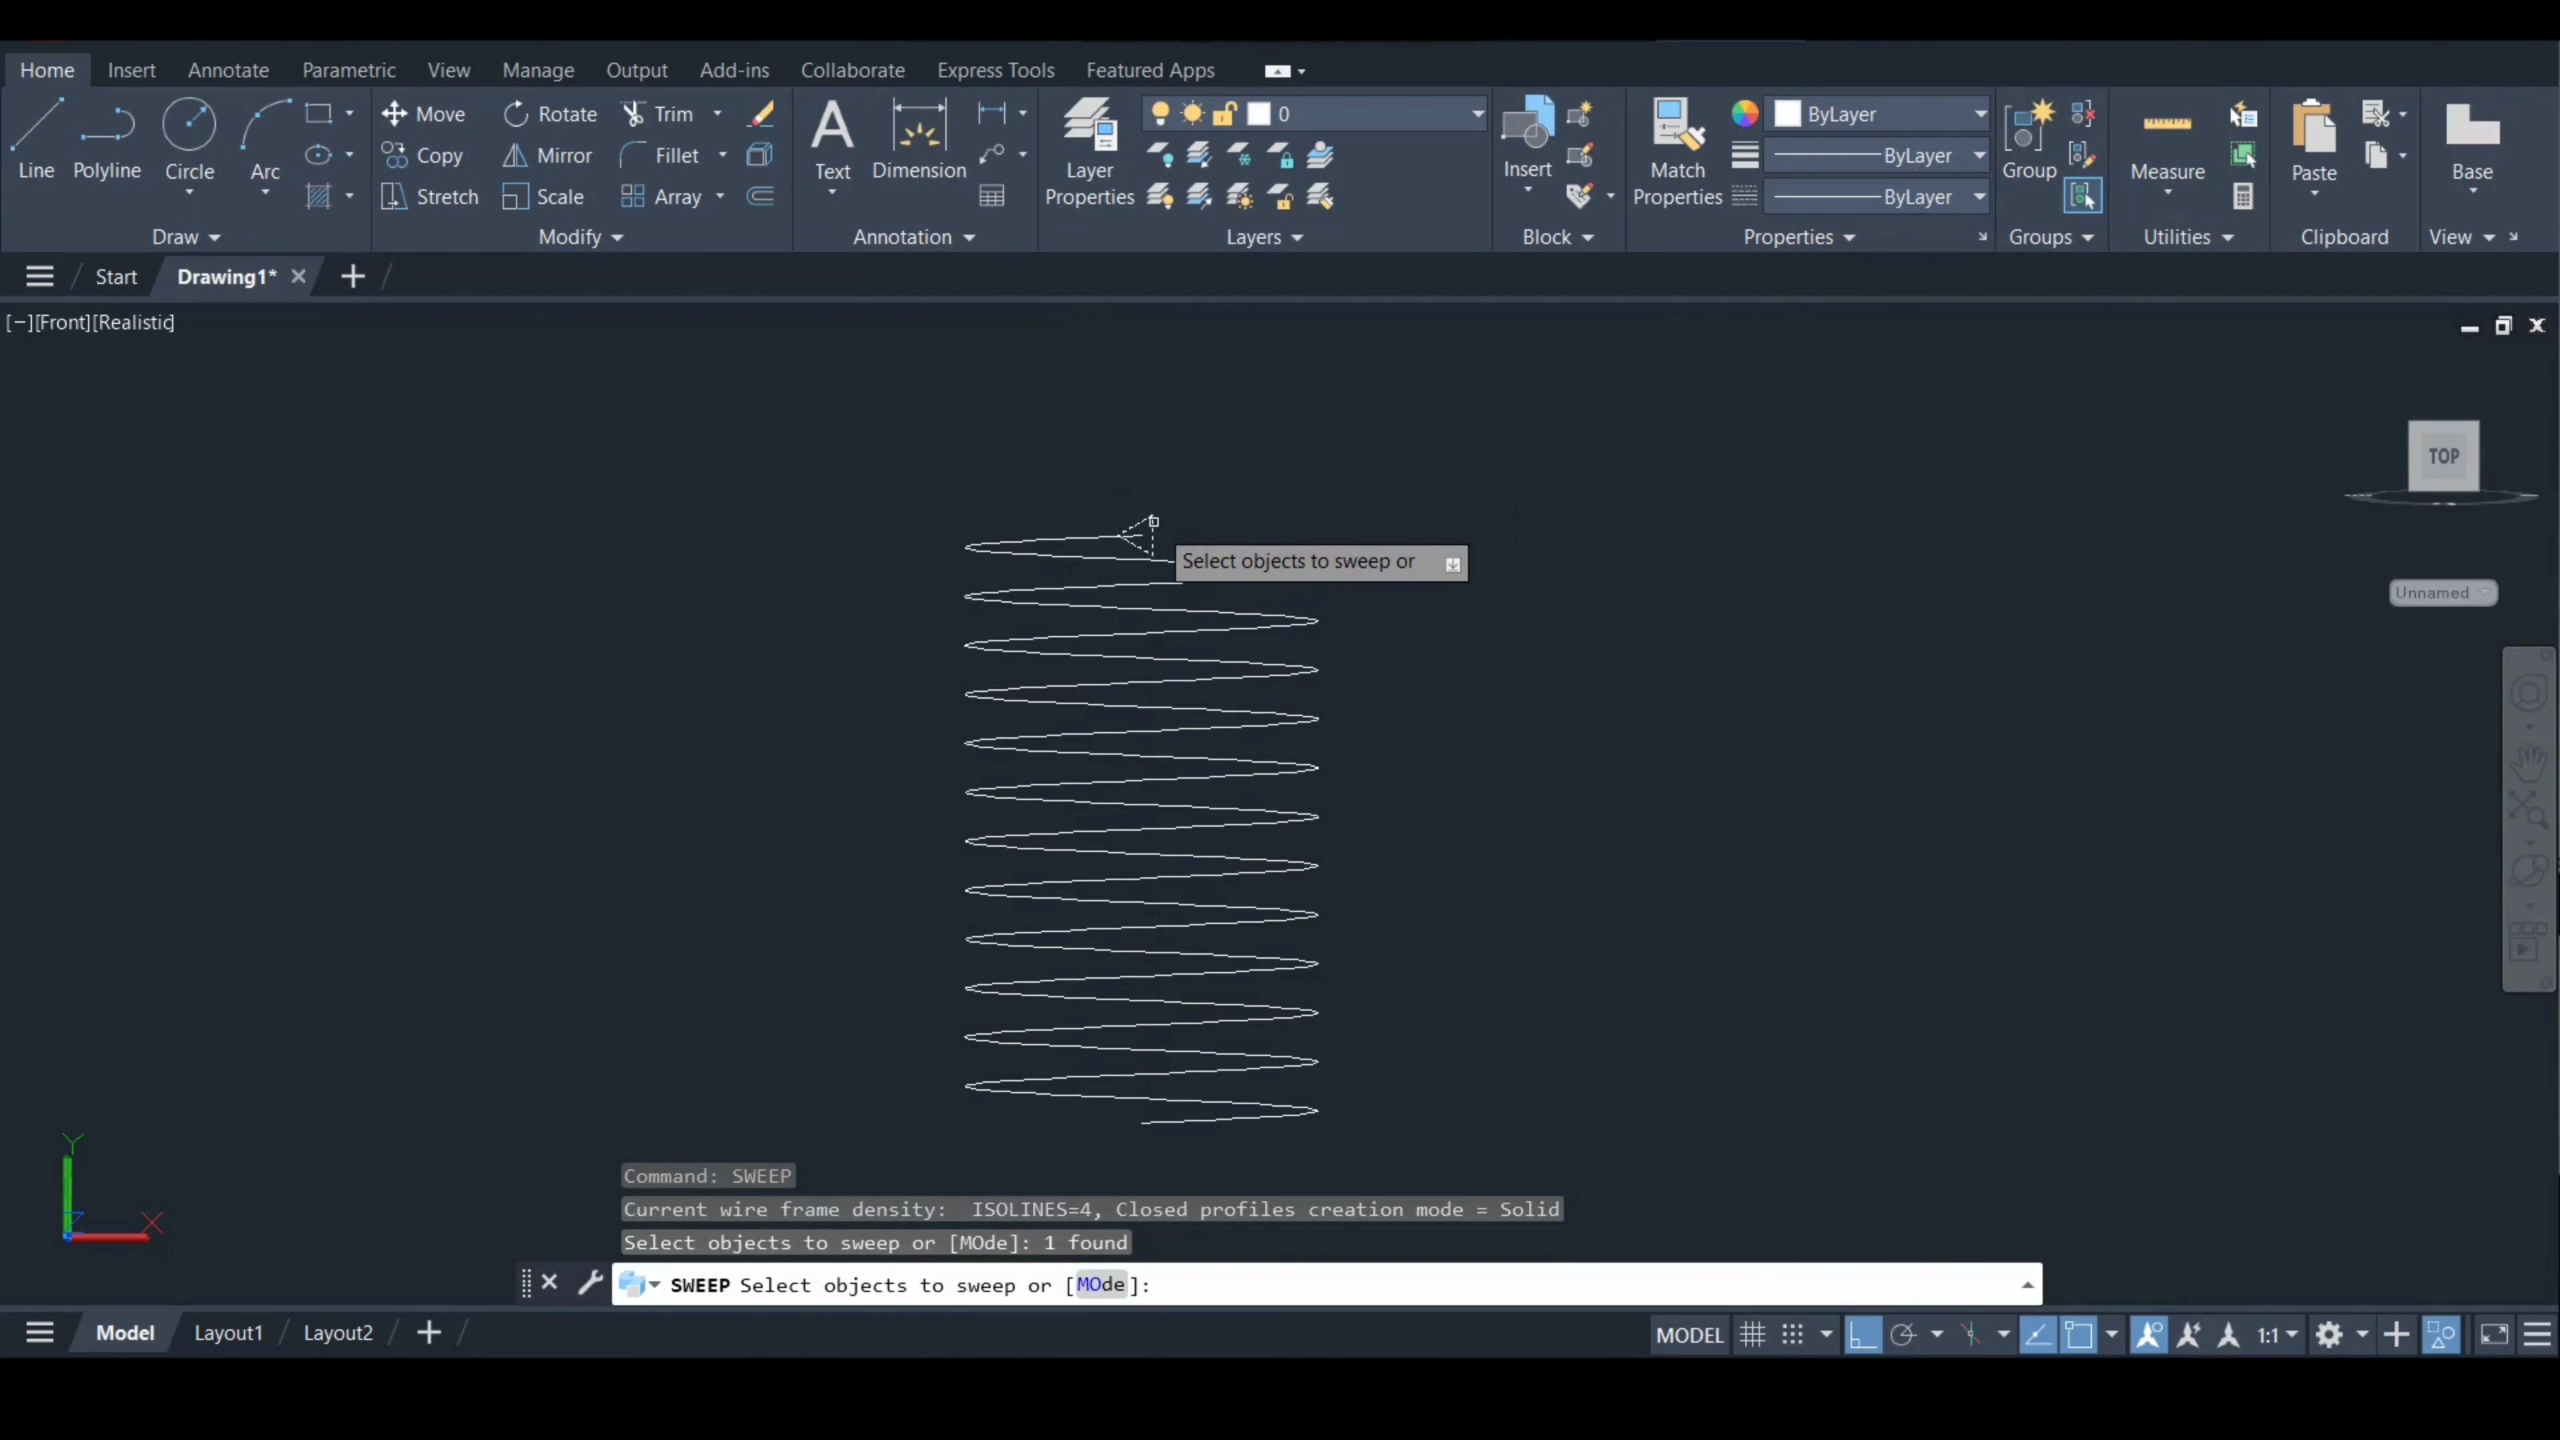 Home Insert Annotate Parametric View Manage Output Add-ins Collaborate Express Tools Featured Apps
Line Polyline Circle Arc
Move Rotate Trim
Copy Mirror Fillet
Stretch Scale Array
Text Dimension
Layer Properties
0
Insert
Match Properties
ByLayer
ByLayer
ByLayer
Group
Measure
Paste
Base
Draw Modify Annotation Layers Block Properties Groups Utilities Clipboard View
Start Drawing1*
[−][Front][Realistic]
TOP
Unnamed
Select objects to sweep or
Y
X
Command: SWEEP
Current wire frame density: ISOLINES=4, Closed profiles creation mode = Solid
Select objects to sweep or [MOde]: 1 found
SWEEP Select objects to sweep or [MOde]:
Model Layout1 Layout2
MODEL 1:1